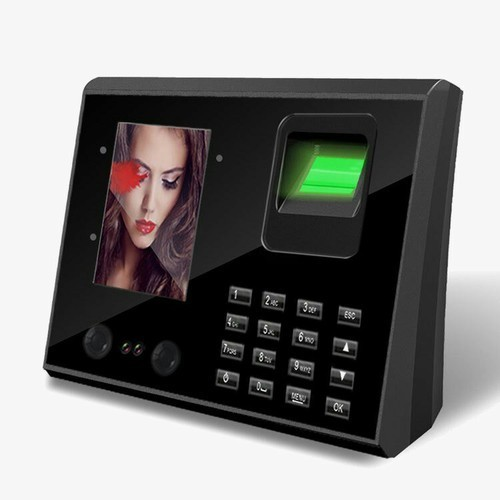 1 2 ABC 3 DEF ESC
4 GHI 5 JKL 6 MNO ▲
7 PQRS 8 TUV 9 WXYZ ▼
0 MENU OK